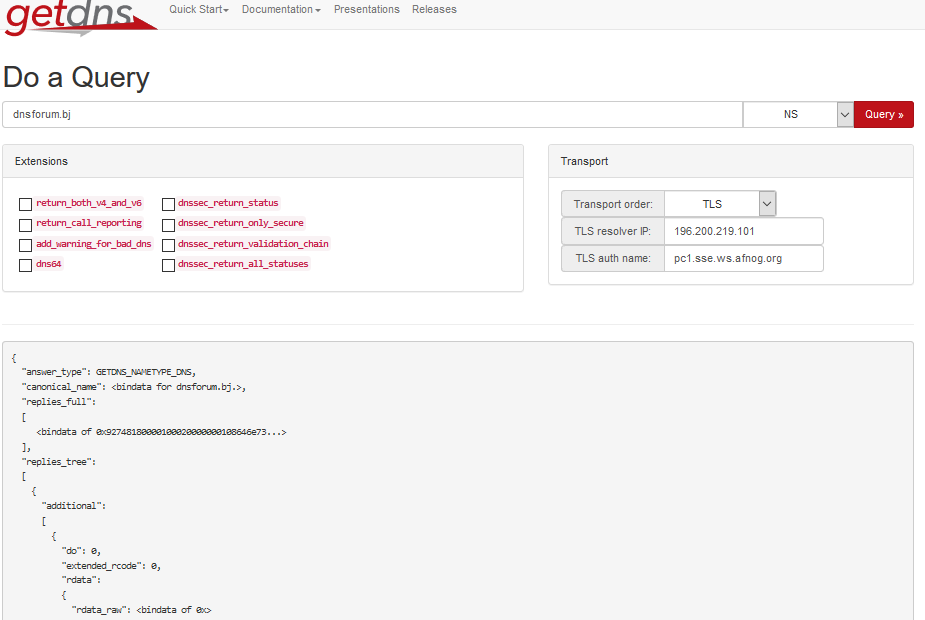 getdns Quick Start Documentation Presentations Releases
Do a Query
dnsforum.bj NS Query »
Extensions
return_both_v4_and_v6 dnssec_return_status
return_call_reporting dnssec_return_only_secure
add_warning_for_bad_dns dnssec_return_validation_chain
dns64 dnssec_return_all_statuses
Transport
Transport order: TLS
TLS resolver IP: 196.200.219.101
TLS auth name: pc1.sse.ws.afnog.org
{
"answer_type": GETDNS_NAMETYPE_DNS,
"canonical_name": <bindata for dnsforum.bj.>,
"replies_full":
[
<bindata of 0x92748180000100020000000108646e73...>
],
"replies_tree":
[
{
"additional":
[
{
"do": 0,
"extended_rcode": 0,
"rdata":
{
"rdata_raw": <bindata of 0x>